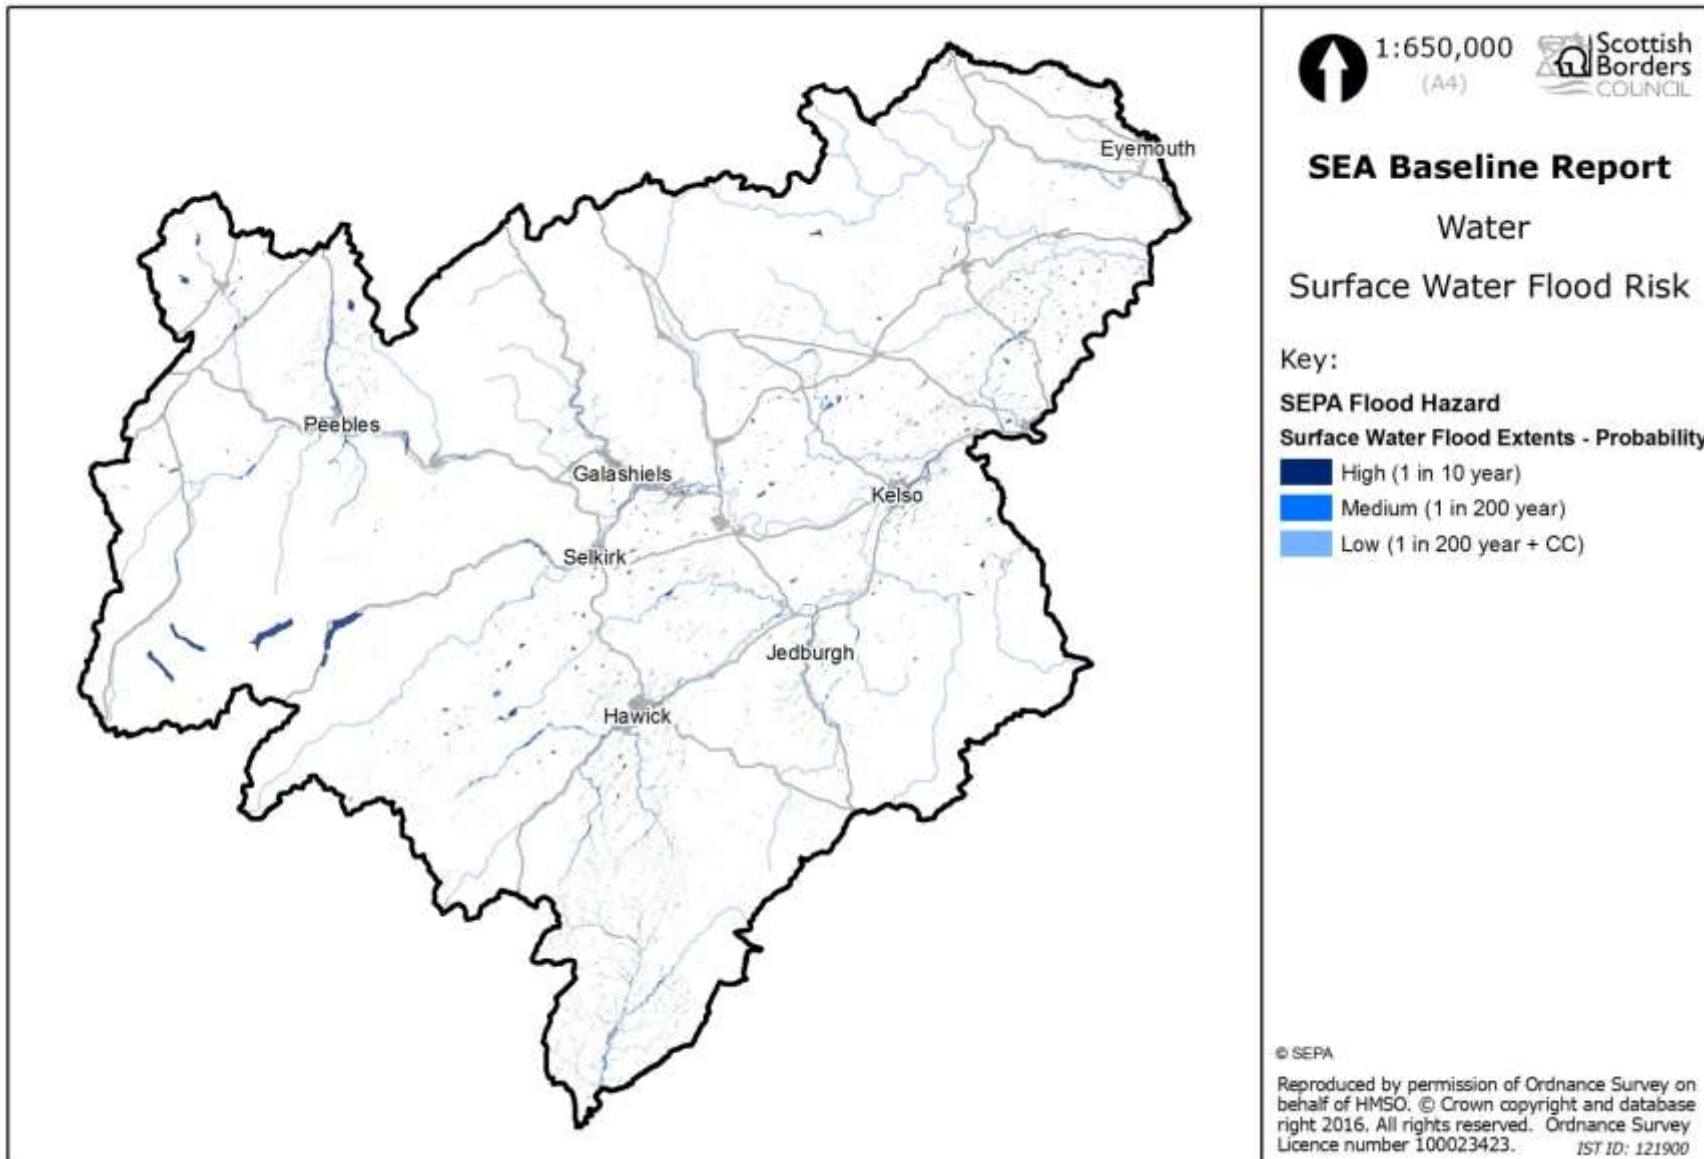 1:650,000
(A4)
Scottish
Borders
COUNCIL
SEA Baseline Report
Water
Surface Water Flood Risk
Key:
SEPA Flood Hazard
Surface Water Flood Extents - Probability
High (1 in 10 year)
Medium (1 in 200 year)
Low (1 in 200 year + CC)
Eyemouth
Peebles
Galashiels
Kelso
Selkirk
Jedburgh
Hawick
© SEPA
Reproduced by permission of Ordnance Survey on
behalf of HMSO. © Crown copyright and database
right 2016. All rights reserved. Ordnance Survey
Licence number 100023423. IST ID: 121900